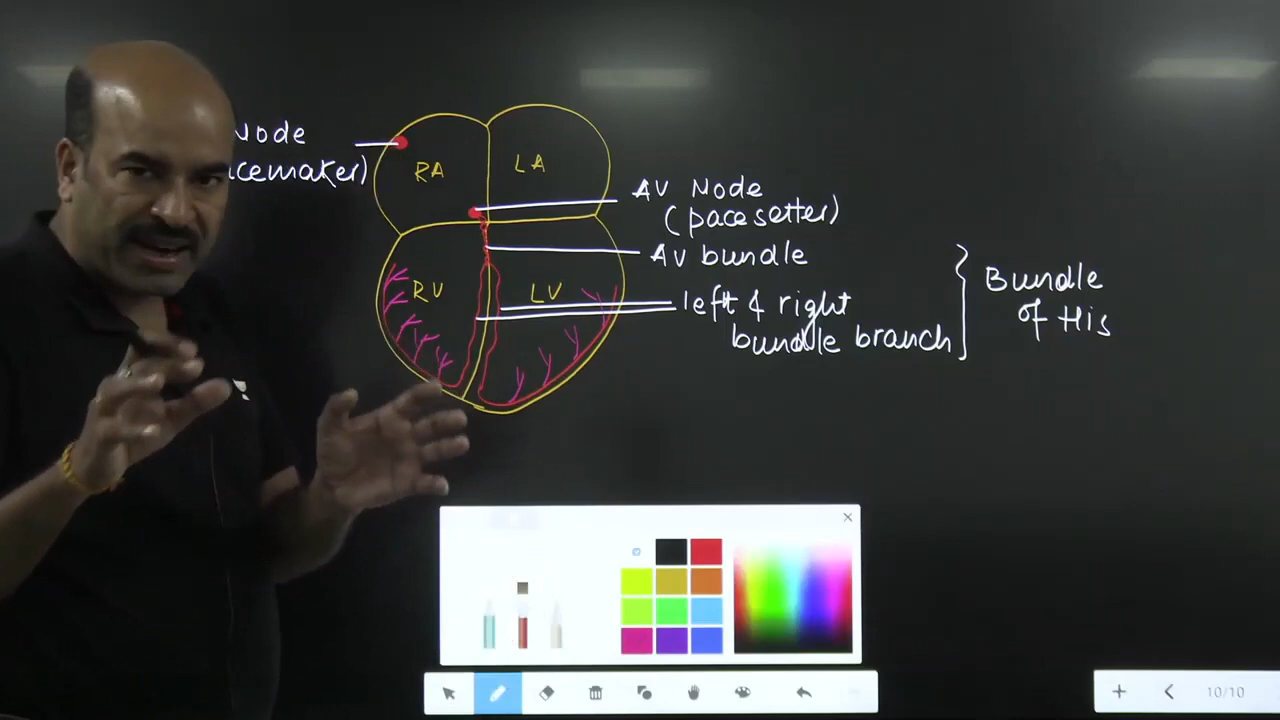 Node
acemaker)
RA
LA
AV Node
(pacesetter)
AV bundle
RV
LV
left & right
bundle branch
Bundle
of His
10/10